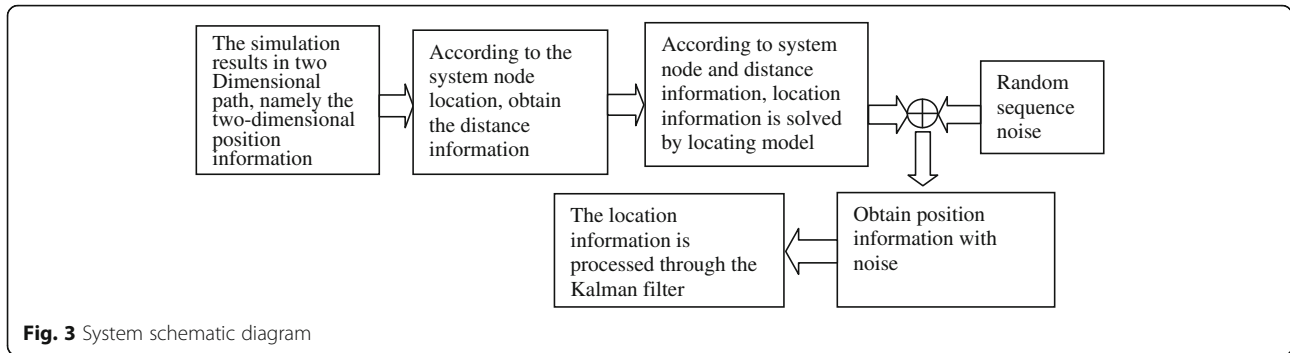 The simulation
results in two
Dimensional
path, namely the
two-dimensional
position
information
According to the
system node
location, obtain
the distance
information
According to system
node and distance
information, location
information is solved
by locating model
Random
sequence
noise
Obtain position
information with
noise
The location
information is
processed through the
Kalman filter
Fig. 3 System schematic diagram